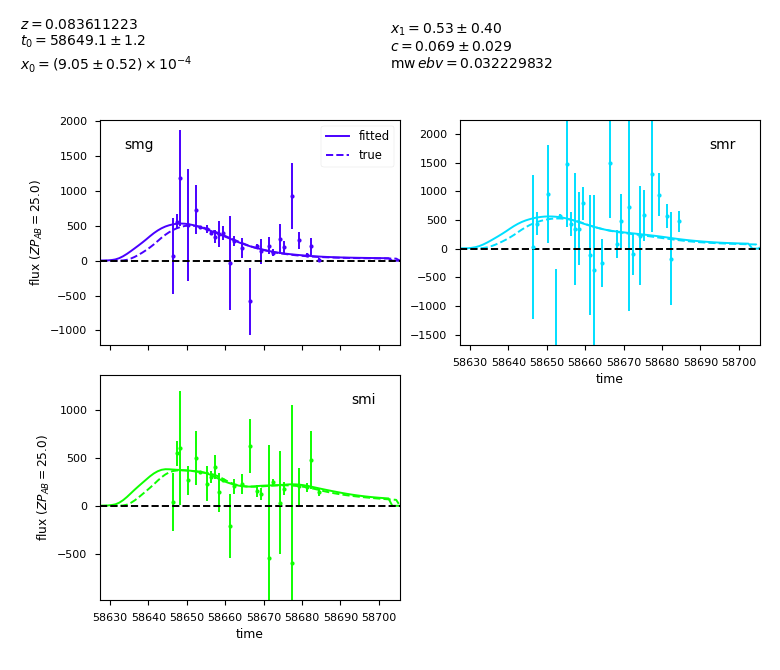 z = 0.083611223
t₀ = 58649.1 ± 1.2
x₀ = (9.05 ± 0.52) × 10⁻⁴
x₁ = 0.53 ± 0.40
c = 0.069 ± 0.029
mw ebv = 0.032229832
smg
fitted
true
2000
1500
1000
500
0
−500
−1000
flux (ZP_AB = 25.0)
smr
2000
1500
1000
500
0
−500
−1000
−1500
58630 58640 58650 58660 58670 58680 58690 58700
time
smi
1000
500
0
−500
flux (ZP_AB = 25.0)
58630 58640 58650 58660 58670 58680 58690 58700
time